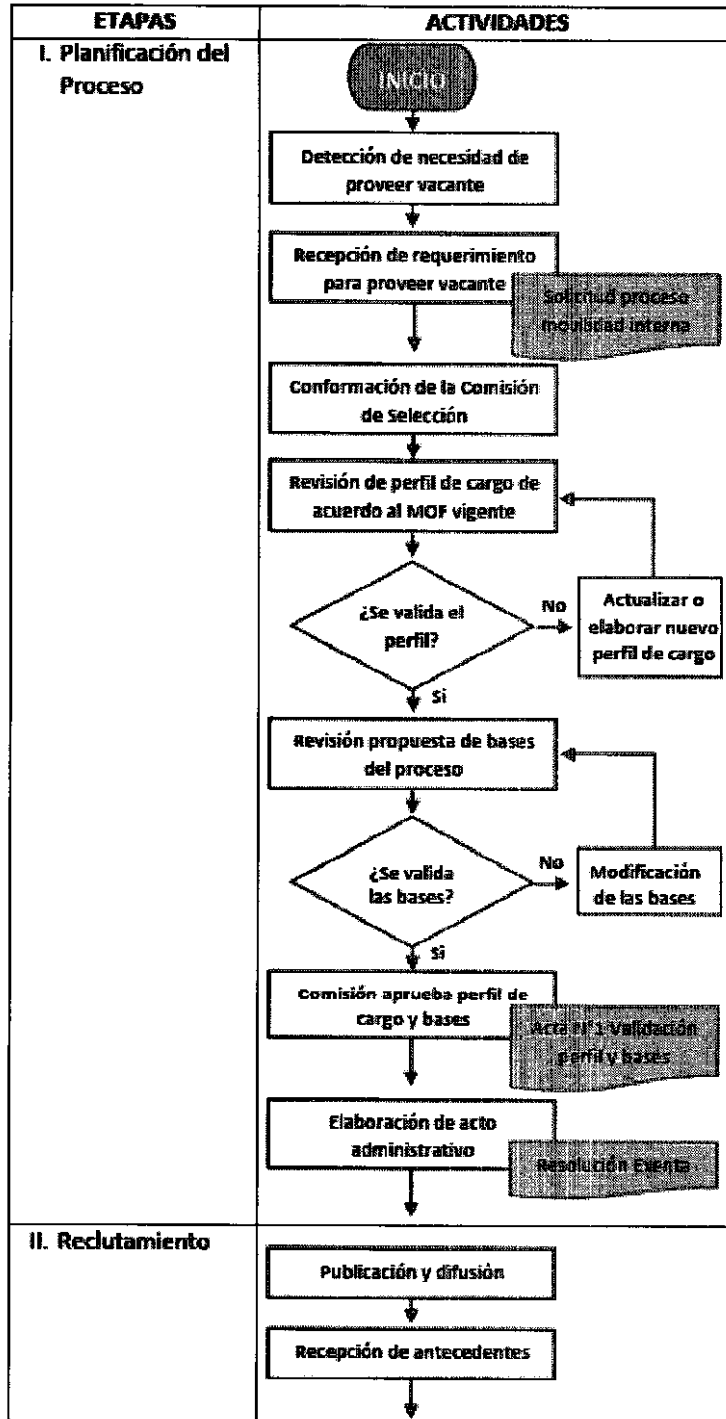 ETAPAS
ACTIVIDADES
I. Planificación del
Proceso
INICIO
Detección de necesidad de
proveer vacante
Recepción de requerimiento
para proveer vacante
Solicitud proceso
movilidad interna
Conformación de la Comisión
de Selección
Revisión de perfil de cargo de
acuerdo al MOF vigente
¿Se valida el
perfil?
No
Actualizar o
elaborar nuevo
perfil de cargo
Si
Revisión propuesta de bases
del proceso
¿Se valida
las bases?
No
Modificación
de las bases
Si
Comisión aprueba perfil de
cargo y bases
Acta N°1 Validación
perfil y bases
Elaboración de acto
administrativo
Resolución Exenta
II. Reclutamiento
Publicación y difusión
Recepción de antecedentes